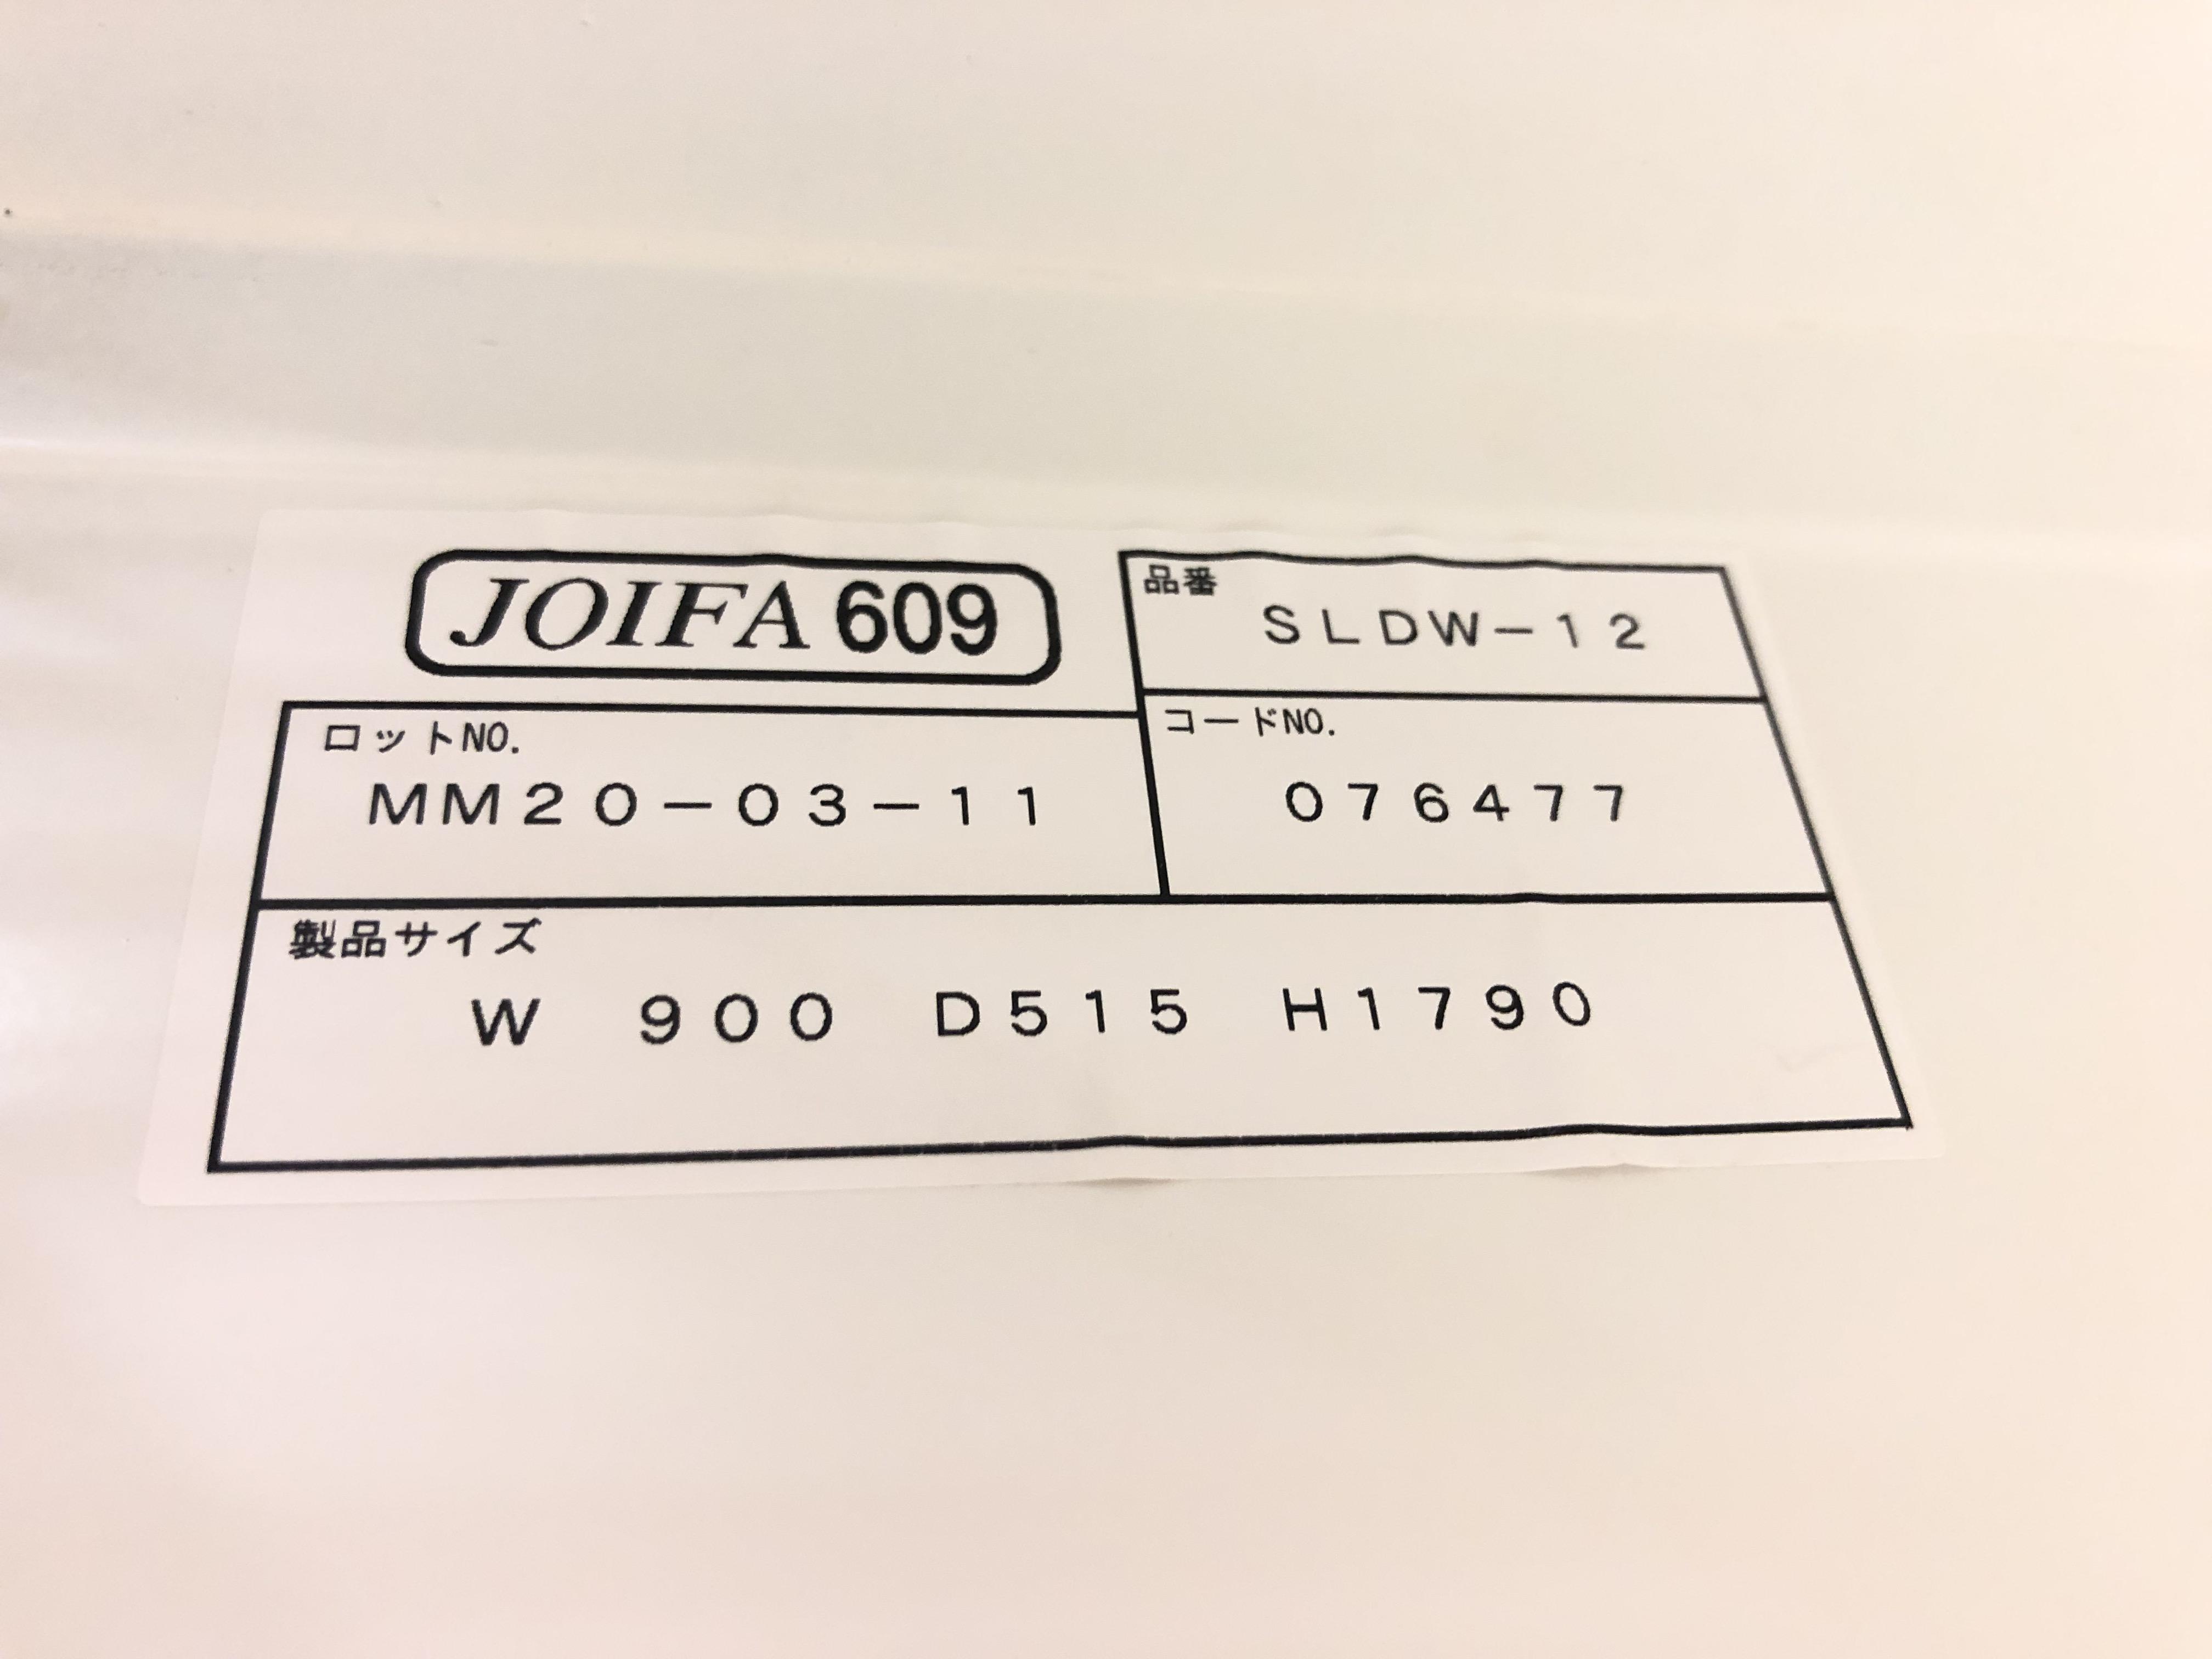 JOIFA 609
品番
SLDW-12
ロットNO.
MM20-03-11
コードNO.
076477
製品サイズ
W 900 D515 H1790